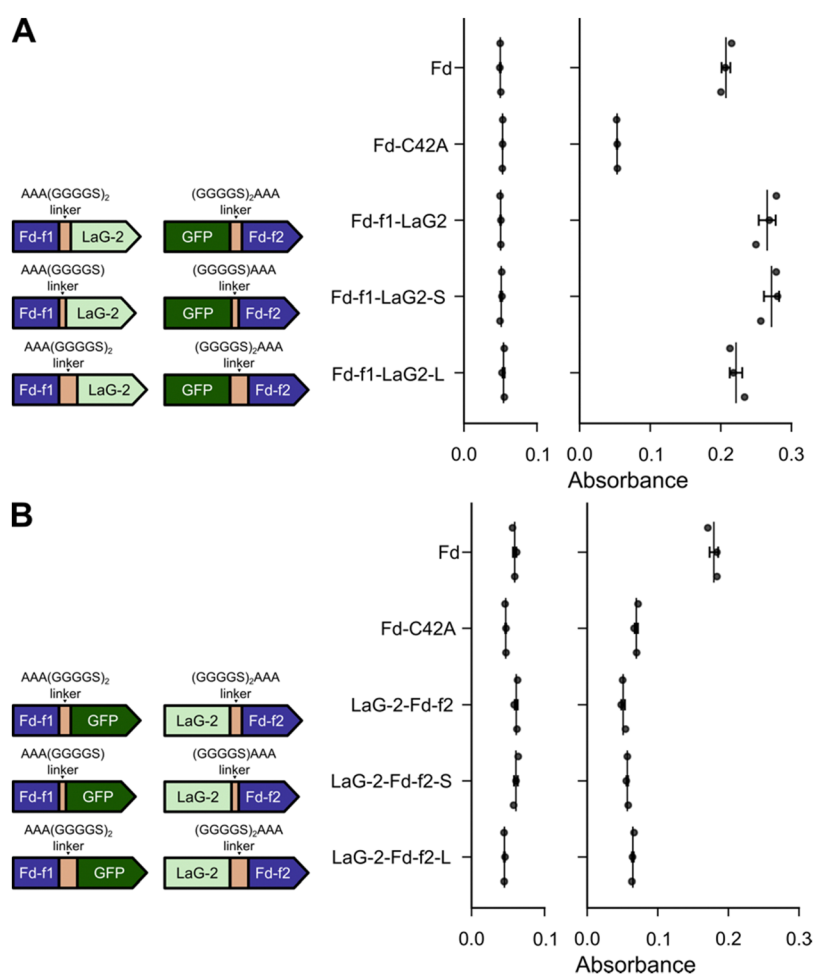 A
Fd
Fd-C42A
AAA(GGGGS)2 (GGGGS)2AAA
linker linker
Fd-f1 LaG-2 GFP Fd-f2
Fd-f1-LaG2
AAA(GGGGS) (GGGGS)AAA
linker linker
Fd-f1 LaG-2 GFP Fd-f2
Fd-f1-LaG2-S
AAA(GGGGS)2 (GGGGS)2AAA
linker linker
Fd-f1 LaG-2 GFP Fd-f2
Fd-f1-LaG2-L
0.0 0.1 0.0 0.1 0.2 0.3
Absorbance
B
Fd
Fd-C42A
AAA(GGGGS)2 (GGGGS)2AAA
linker linker
Fd-f1 GFP LaG-2 Fd-f2
LaG-2-Fd-f2
AAA(GGGGS) (GGGGS)AAA
linker linker
Fd-f1 GFP LaG-2 Fd-f2
LaG-2-Fd-f2-S
AAA(GGGGS)2 (GGGGS)2AAA
linker linker
Fd-f1 GFP LaG-2 Fd-f2
LaG-2-Fd-f2-L
0.0 0.1 0.0 0.1 0.2 0.3
Absorbance